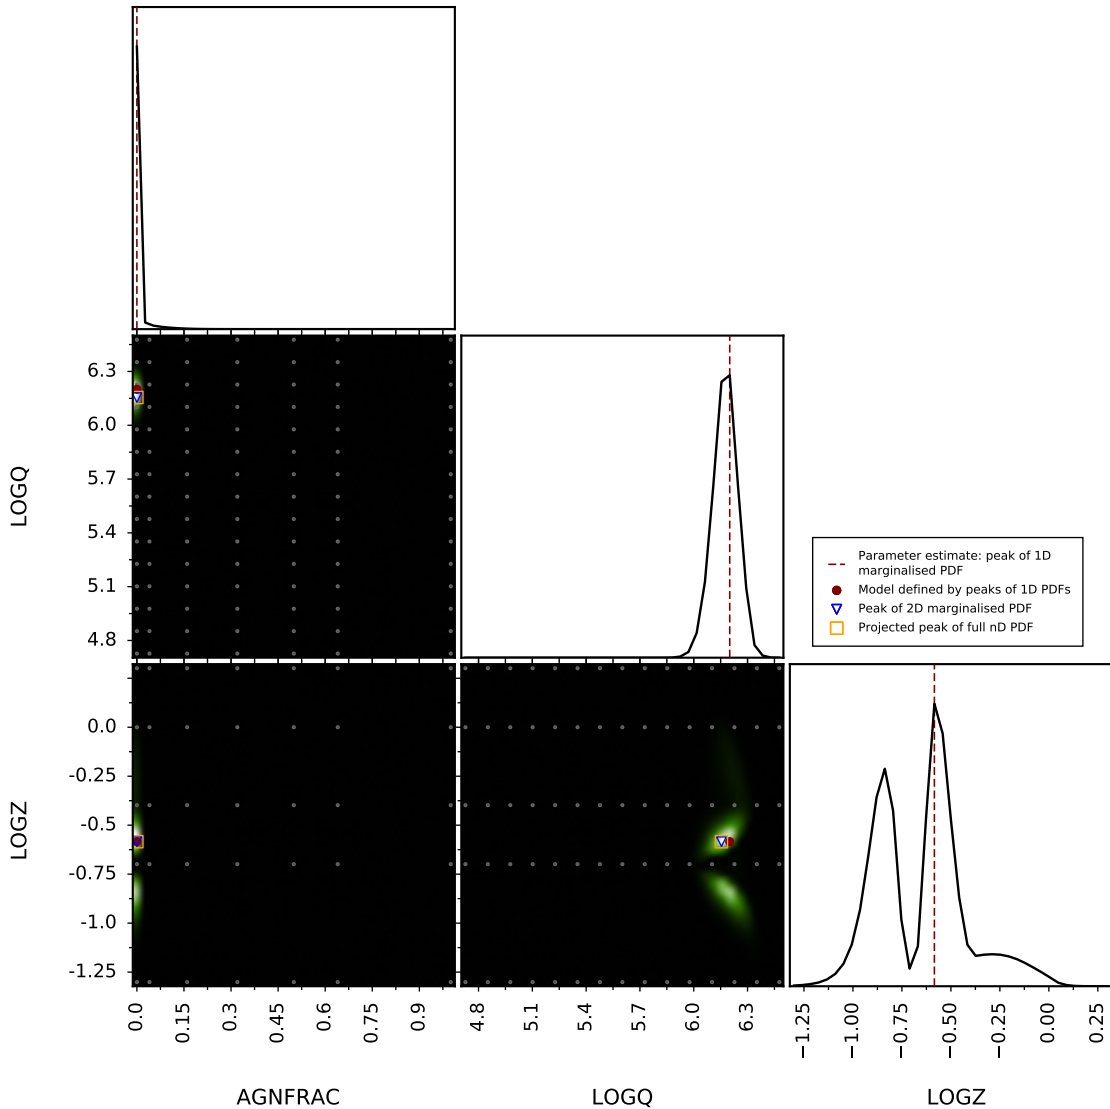 6.3
6.0
5.7
5.4
5.1
4.8
LOGQ
Parameter estimate: peak of 1D
marginalised PDF
Model defined by peaks of 1D PDFs
Peak of 2D marginalised PDF
Projected peak of full nD PDF
0.0
-0.25
-0.5
-0.75
-1.0
-1.25
LOGZ
0.0 0.15 0.3 0.45 0.6 0.75 0.9
4.8 5.1 5.4 5.7 6.0 6.3
−1.25 −1.00 −0.75 −0.50 −0.25 0.00 0.25
AGNFRAC LOGQ LOGZ